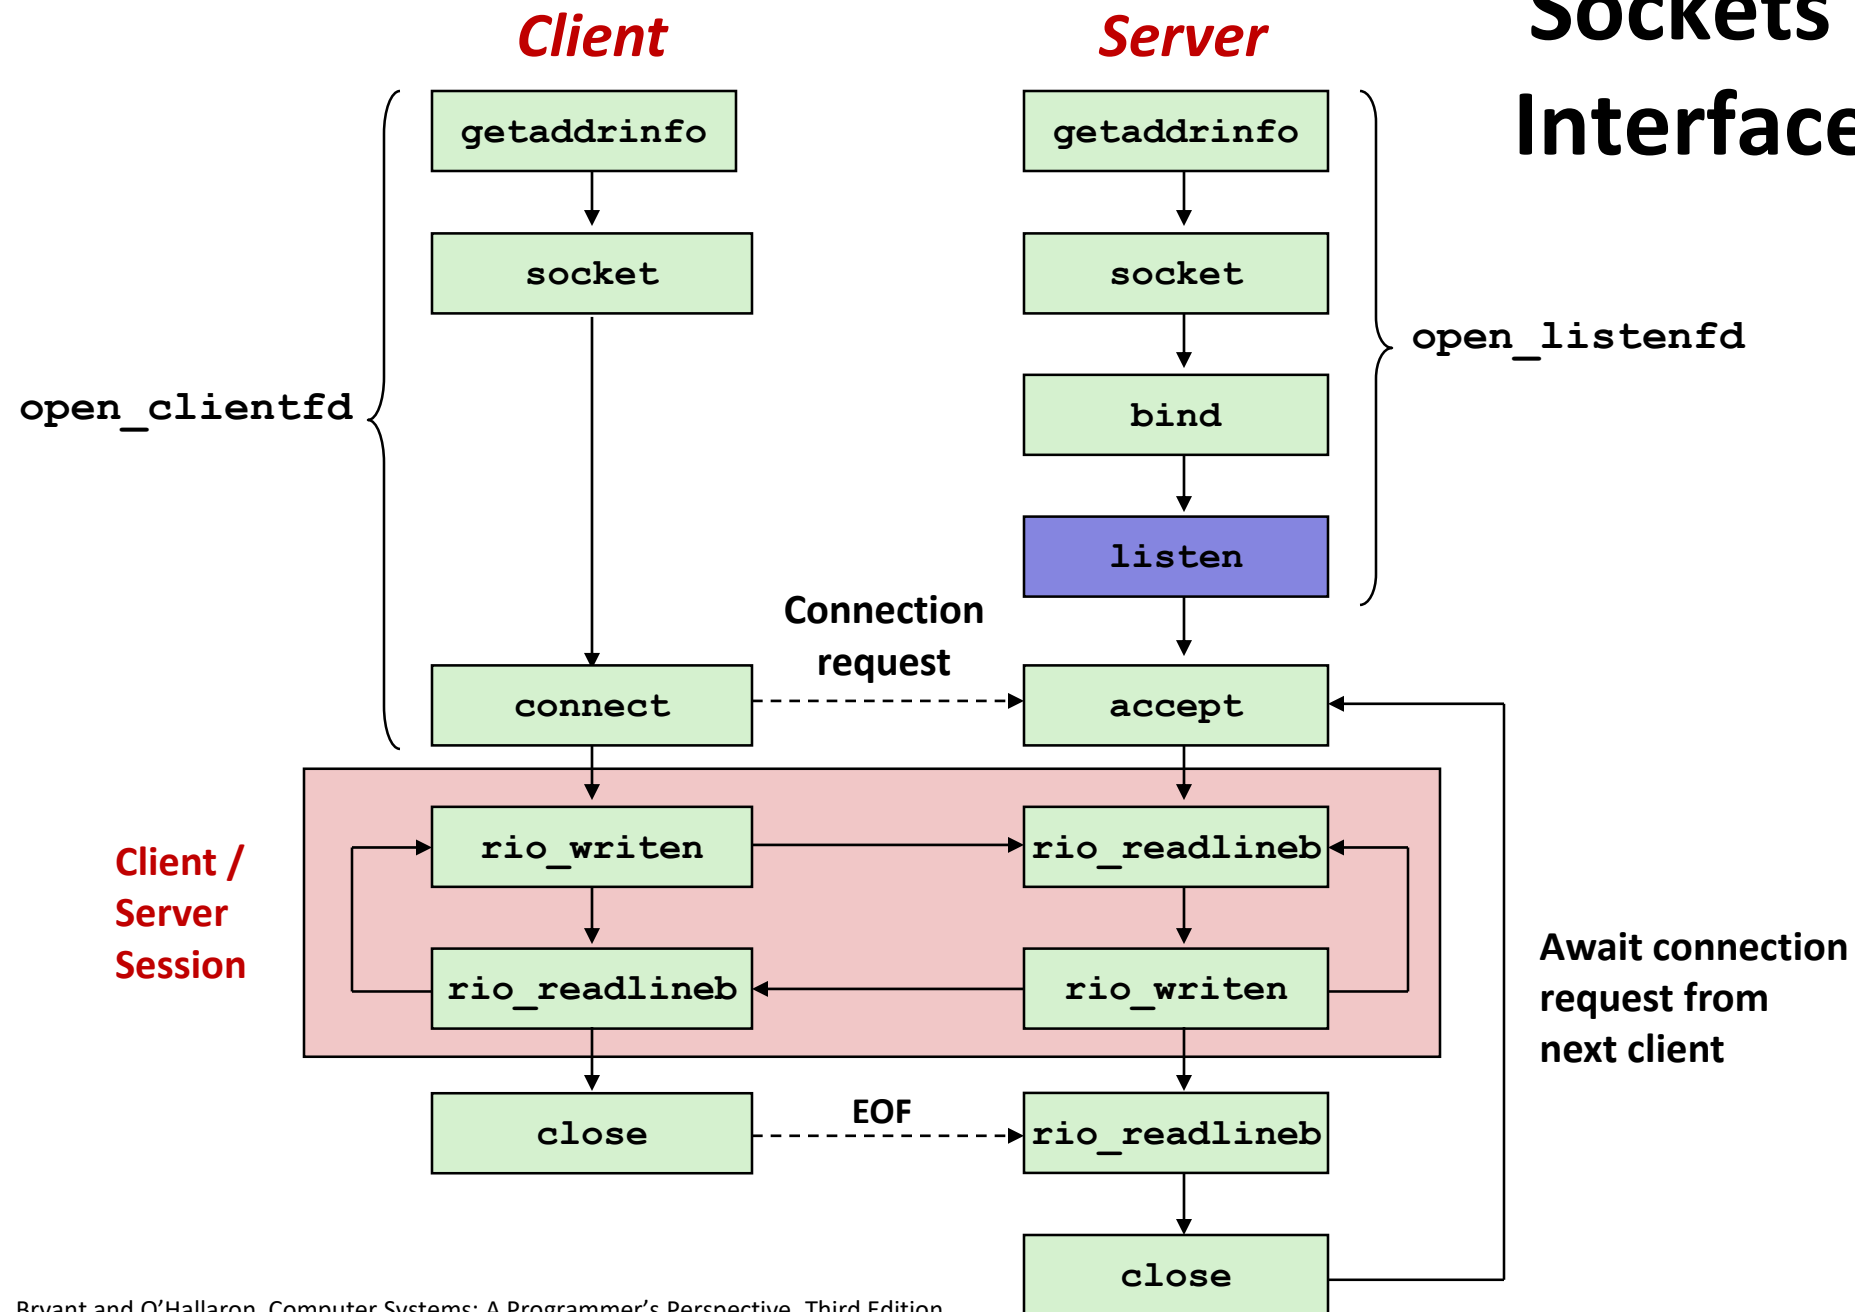 Client
Server
Sockets
Interface
getaddrinfo
getaddrinfo
socket
socket
open_listenfd
open_clientfd
bind
listen
Connection
request
connect
accept
Client /
Server
Session
rio_writen
rio_readlineb
rio_readlineb
rio_writen
Await connection
request from
next client
close
EOF
rio_readlineb
close
Bryant and O'Hallaron, Computer Systems: A Programmer's Perspective, Third Edition